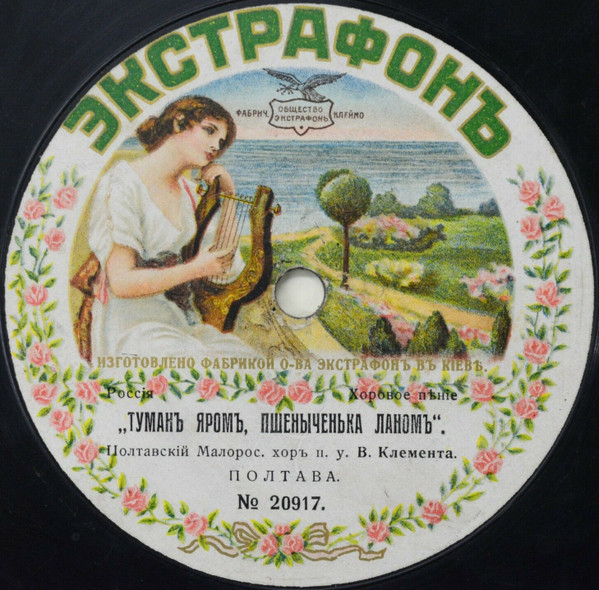 ЭКСТРАФОНЪ
ФАБРИЧ. ОБЩЕСТВО ЭКСТРАФОНЪ КЛЕЙМО
ИЗГОТОВЛЕНО ФАБРИКОЙ О-ВА ЭКСТРАФОНЪ ВЪ КІЕВѢ.
Россія Хоровое пѣніе
„ТУМАНЪ ЯРОМЪ, ПШЕНЫЧЕНЬКА ЛАНОМЪ“.
Полтавскій Малорос. хоръ п. у. В. Клемента.
ПОЛТАВА.
№ 20917.